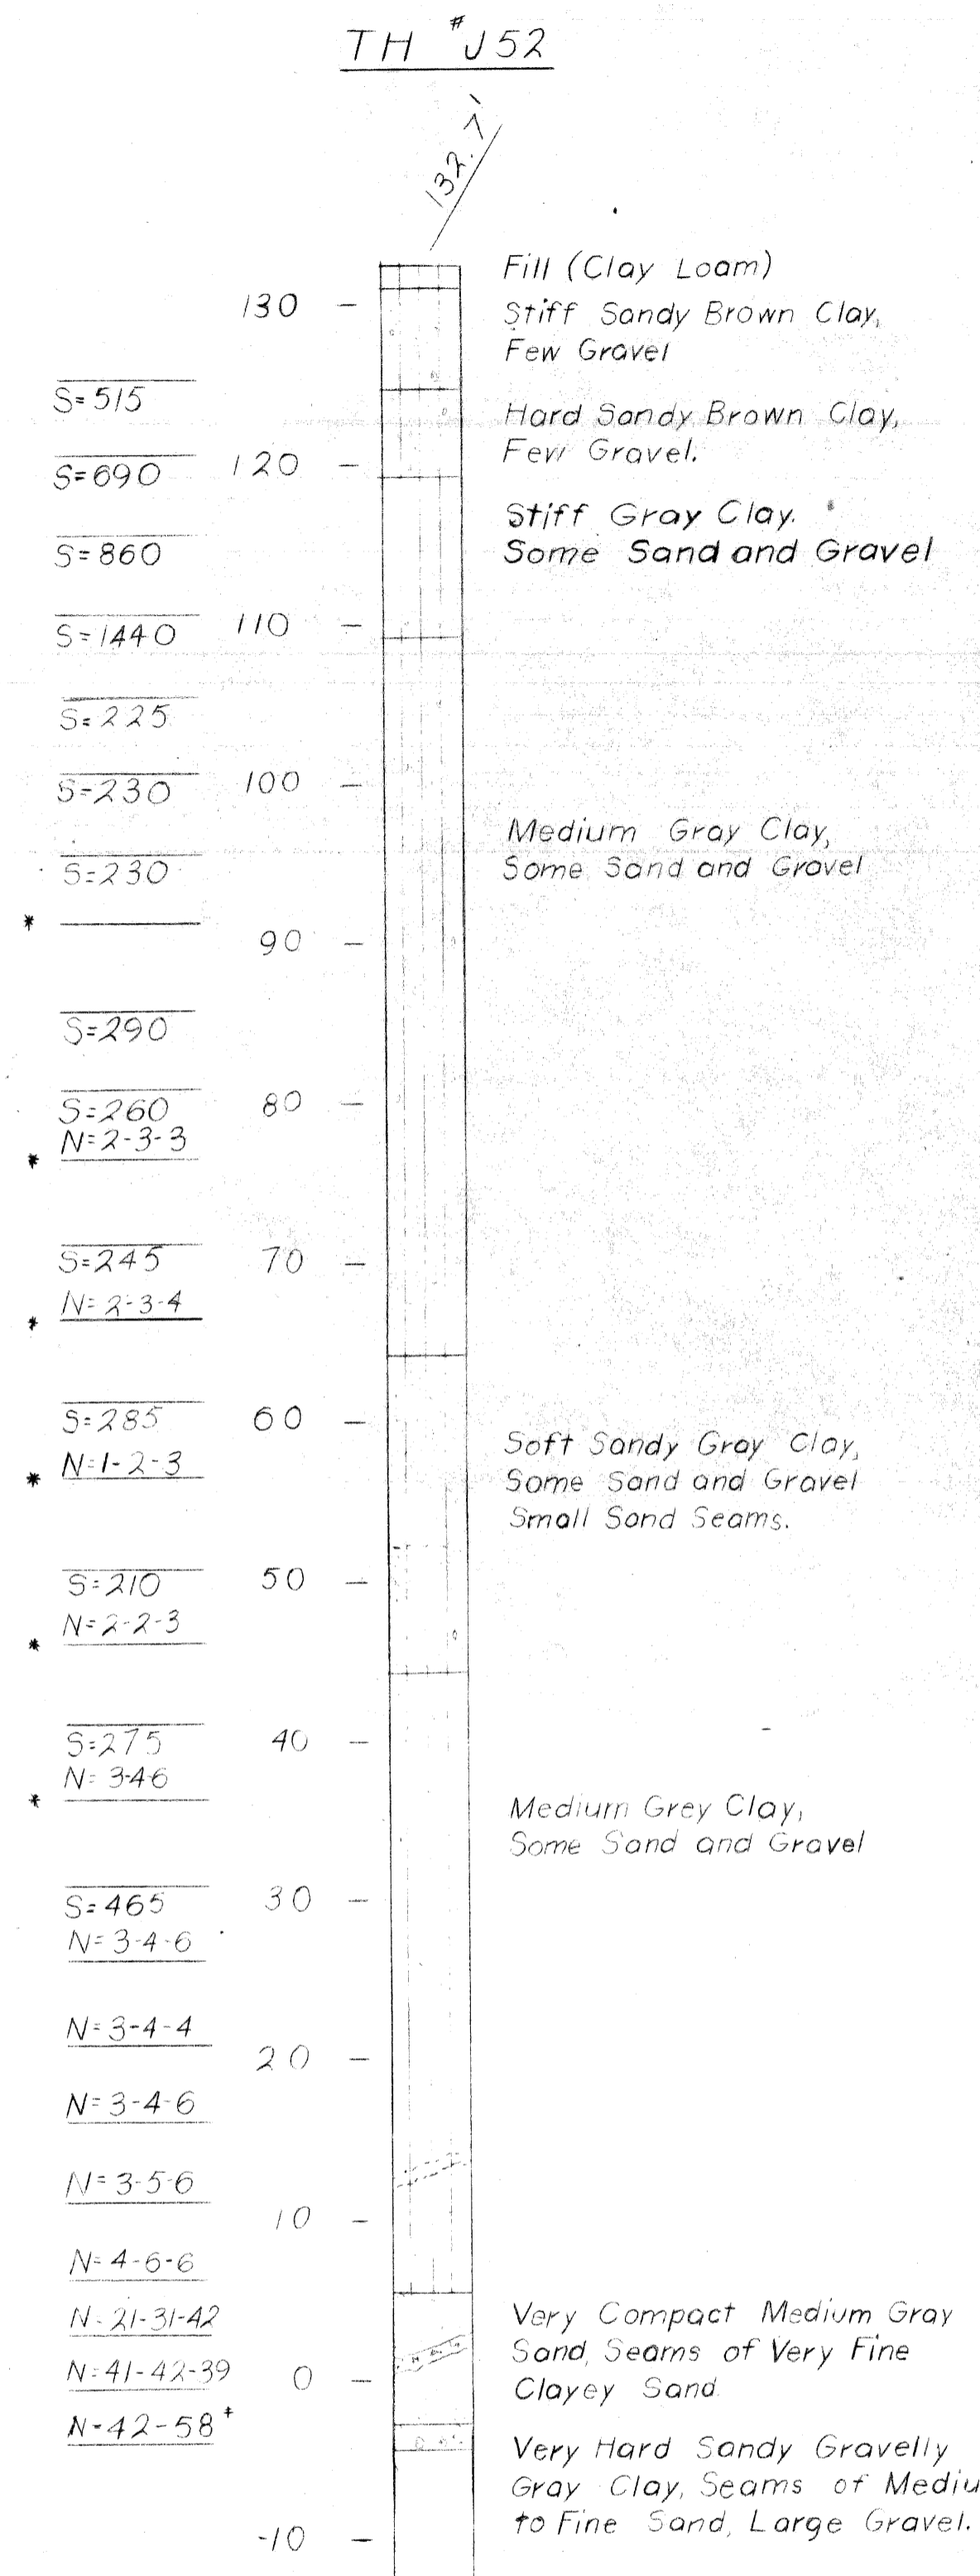 TH #J52
132.7'
Fill (Clay Loam)
130 -
Stiff Sandy Brown Clay,
Few Gravel
S=515
Hard Sandy Brown Clay,
Few Gravel.
S=690
120 -
Stiff Gray Clay.
Some Sand and Gravel
S=860
S=1440
110 -
S=225
S=230
100 -
Medium Gray Clay,
Some Sand and Gravel
S=230
*
90 -
S=290
S=260
80 -
N=2-3-3
*
S=245
70 -
N=2-3-4
*
S=285
60 -
Soft Sandy Gray Clay,
Some Sand and Gravel
Small Sand Seams.
N=1-2-3
*
S=210
50 -
N=2-2-3
*
S=275
40 -
N=3-4-6
*
Medium Grey Clay,
Some Sand and Gravel
S=465
30 -
N=3-4-6
N=3-4-4
20 -
N=3-4-6
N=3-5-6
10 -
N=4-6-6
N=21-31-42
Very Compact Medium Gray
Sand, Seams of Very Fine
Clayey Sand
N=41-42-39
0 -
N=42-58+
Very Hard Sandy Gravelly
Gray Clay, Seams of Mediu
to Fine Sand, Large Gravel.
-10 -